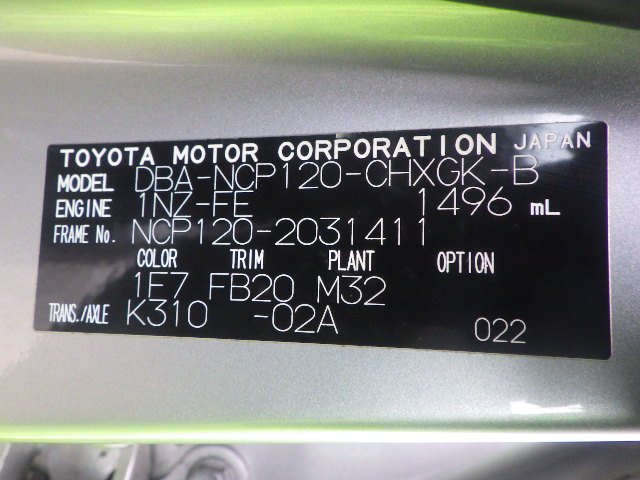 TOYOTA MOTOR CORPORATION JAPAN
MODEL DBA-NCP120-CHXGK-B
ENGINE 1NZ-FE 1496 mL
FRAME No. NCP120-2031411
COLOR TRIM PLANT OPTION
1E7 FB20 M32
TRANS./AXLE K310 -02A 022